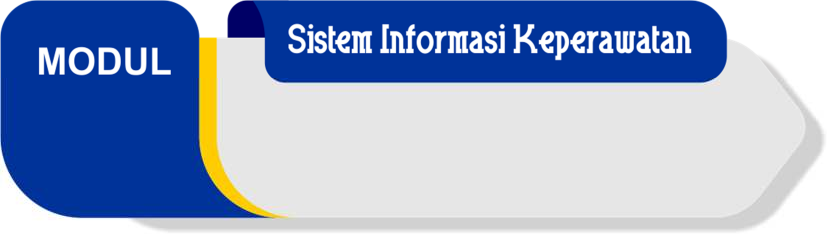 MODUL
Sistem Informasi Keperawatan